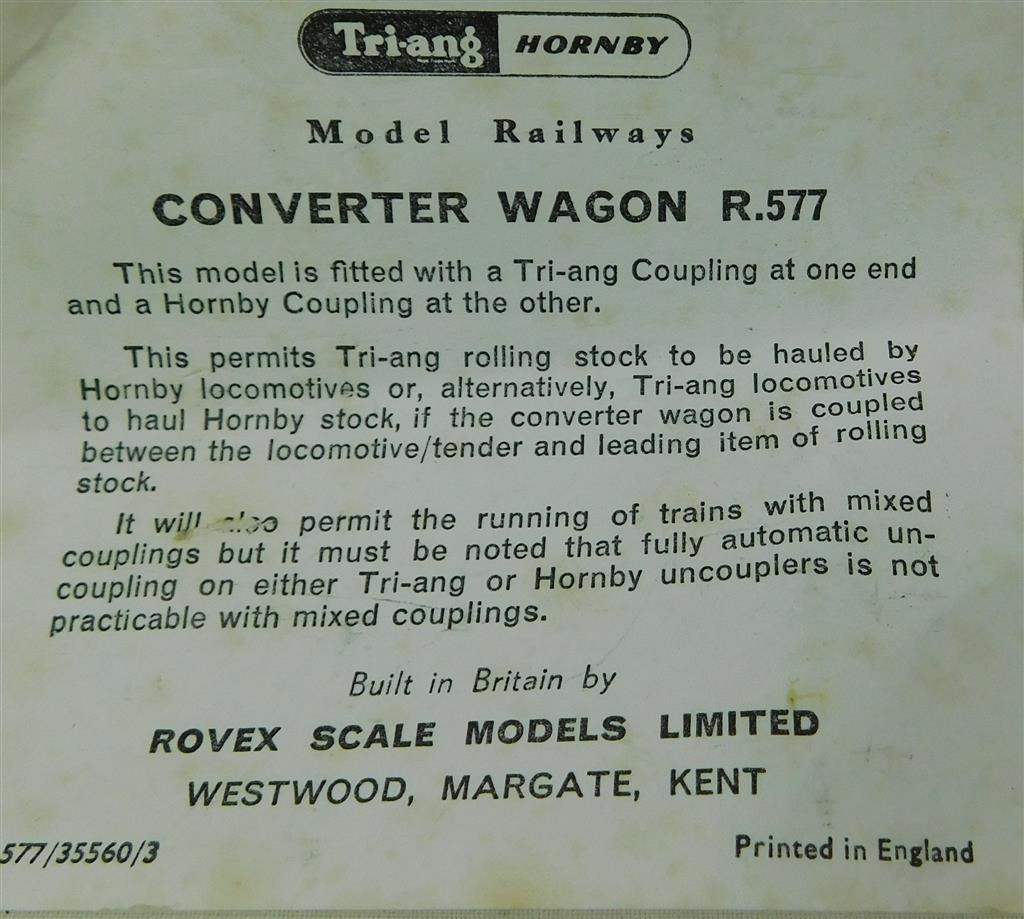 Tri-ang HORNBY
Model Railways
CONVERTER WAGON R.577
This model is fitted with a Tri-ang Coupling at one end
and a Hornby Coupling at the other.
This permits Tri-ang rolling stock to be hauled by
Hornby locomotives or, alternatively, Tri-ang locomotives
to haul Hornby stock, if the converter wagon is coupled
between the locomotive/tender and leading item of rolling
stock.
It will also permit the running of trains with mixed
couplings but it must be noted that fully automatic un-
coupling on either Tri-ang or Hornby uncouplers is not
practicable with mixed couplings.
Built in Britain by
ROVEX SCALE MODELS LIMITED
WESTWOOD, MARGATE, KENT
577/35560/3
Printed in England